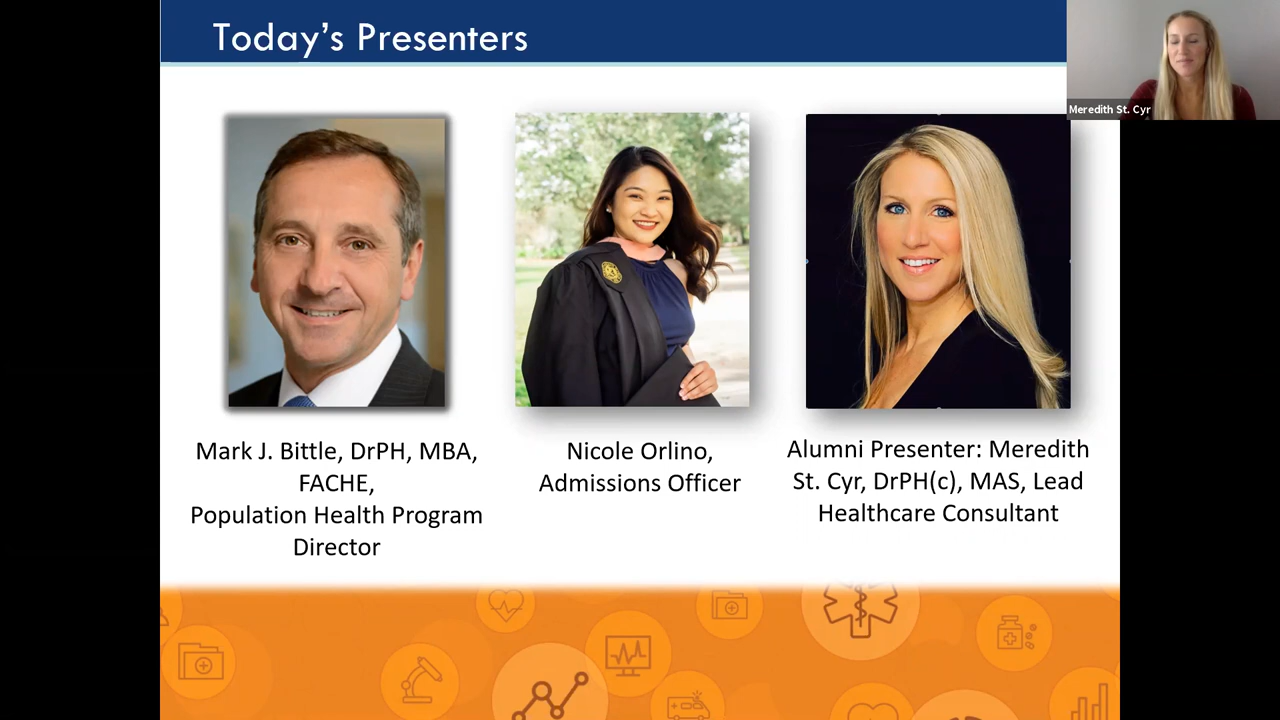 Today's Presenters
Meredith St. Cyr
Mark J. Bittle, DrPH, MBA,
FACHE,
Population Health Program
Director
Nicole Orlino,
Admissions Officer
Alumni Presenter: Meredith
St. Cyr, DrPH(c), MAS, Lead
Healthcare Consultant